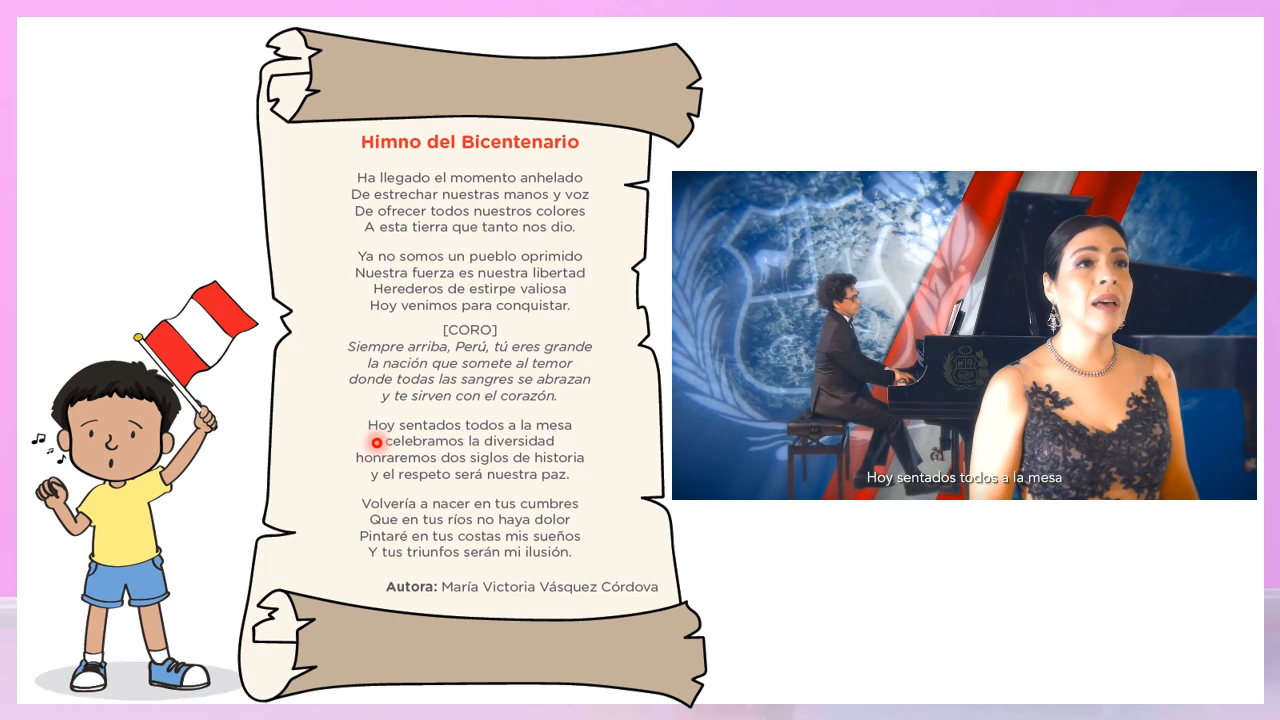 Himno del Bicentenario
Ha llegado el momento anhelado
De estrechar nuestras manos y voz
De ofrecer todos nuestros colores
A esta tierra que tanto nos dio.
Ya no somos un pueblo oprimido
Nuestra fuerza es nuestra libertad
Herederos de estirpe valiosa
Hoy venimos para conquistar.
[CORO]
Siempre arriba, Perú, tú eres grande
la nación que somete al temor
donde todas las sangres se abrazan
y te sirven con el corazón.
Hoy sentados todos a la mesa
celebramos la diversidad
honraremos dos siglos de historia
y el respeto será nuestra paz.
Volvería a nacer en tus cumbres
Que en tus ríos no haya dolor
Pintaré en tus costas mis sueños
Y tus triunfos serán mi ilusión.
Autora: María Victoria Vásquez Córdova
Hoy sentados todos a la mesa